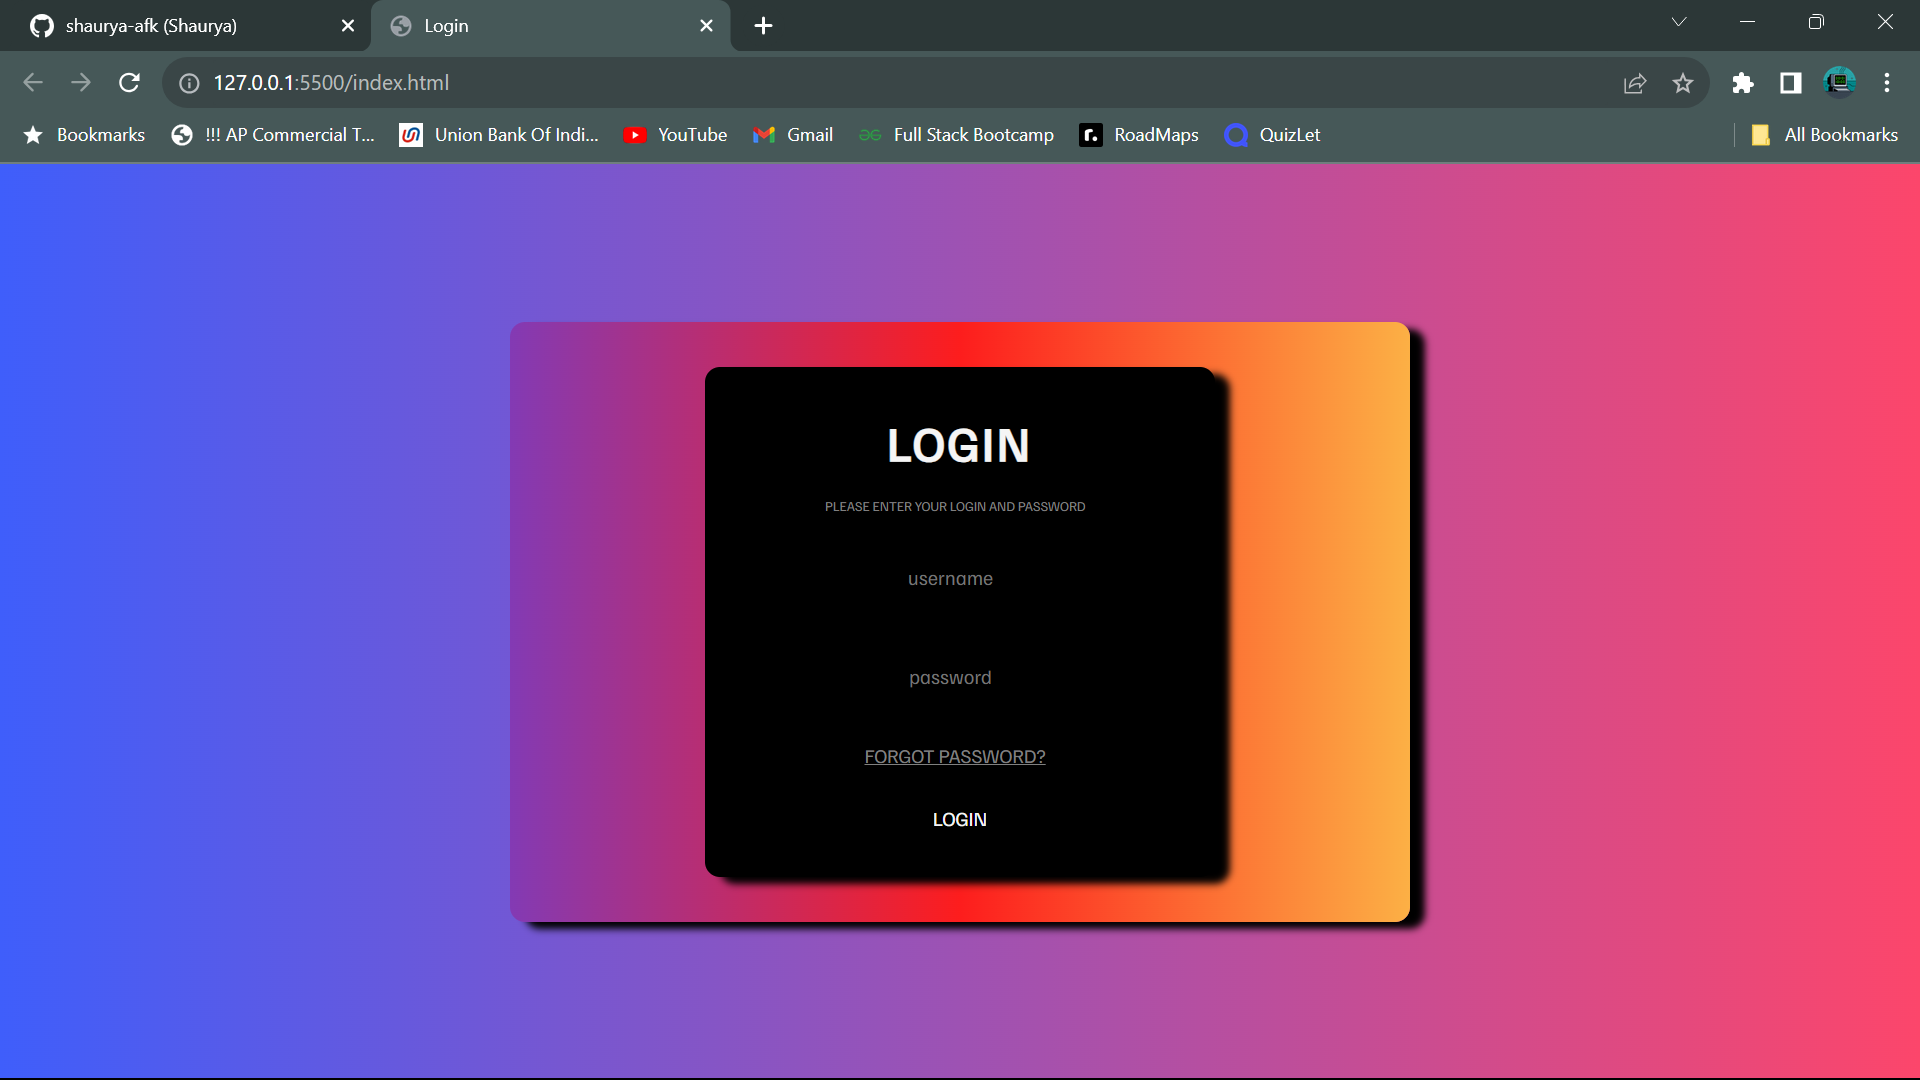 shaurya-afk (Shaurya)
Login
127.0.0.1:5500/index.html
Bookmarks
!!! AP Commercial T...
Union Bank Of Indi...
YouTube
Gmail
Full Stack Bootcamp
RoadMaps
QuizLet
All Bookmarks
LOGIN
PLEASE ENTER YOUR LOGIN AND PASSWORD
username
password
FORGOT PASSWORD?
LOGIN